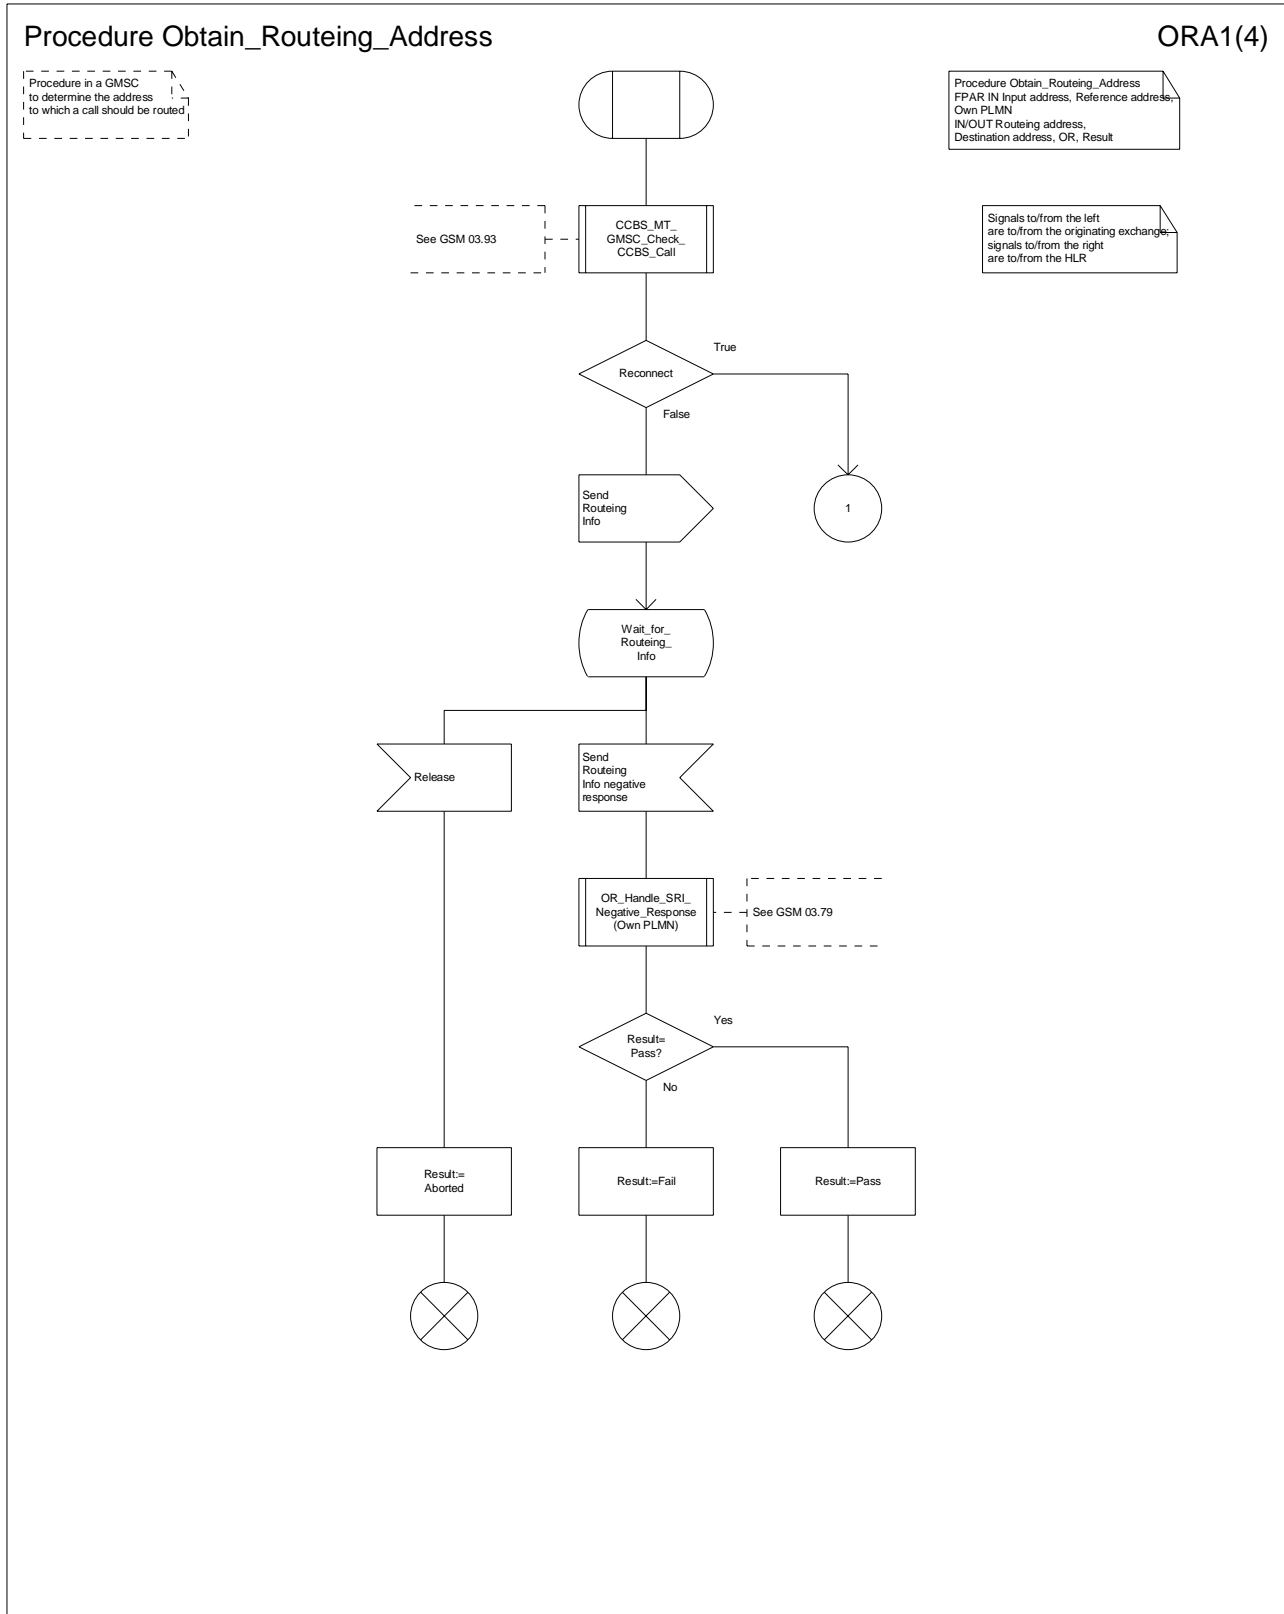 Procedure Obtain_Routeing_Address
ORA1(4)
Procedure in a GMSC
to determine the address
to which a call should be routed
Procedure Obtain_Routeing_Address
FPAR IN Input address, Reference address,
Own PLMN
IN/OUT Routeing address,
Destination address, OR, Result
See GSM 03.93
CCBS_MT_
GMSC_Check_
CCBS_Call
Signals to/from the left
are to/from the originating exchange;
signals to/from the right
are to/from the HLR
True
Reconnect
False
Send
Routeing
Info
1
Wait_for_
Routeing_
Info
Release
Send
Routeing
Info negative
response
OR_Handle_SRI_
Negative_Response
(Own PLMN)
See GSM 03.79
Yes
Result=
Pass?
No
Result:=
Aborted
Result:=Fail
Result:=Pass